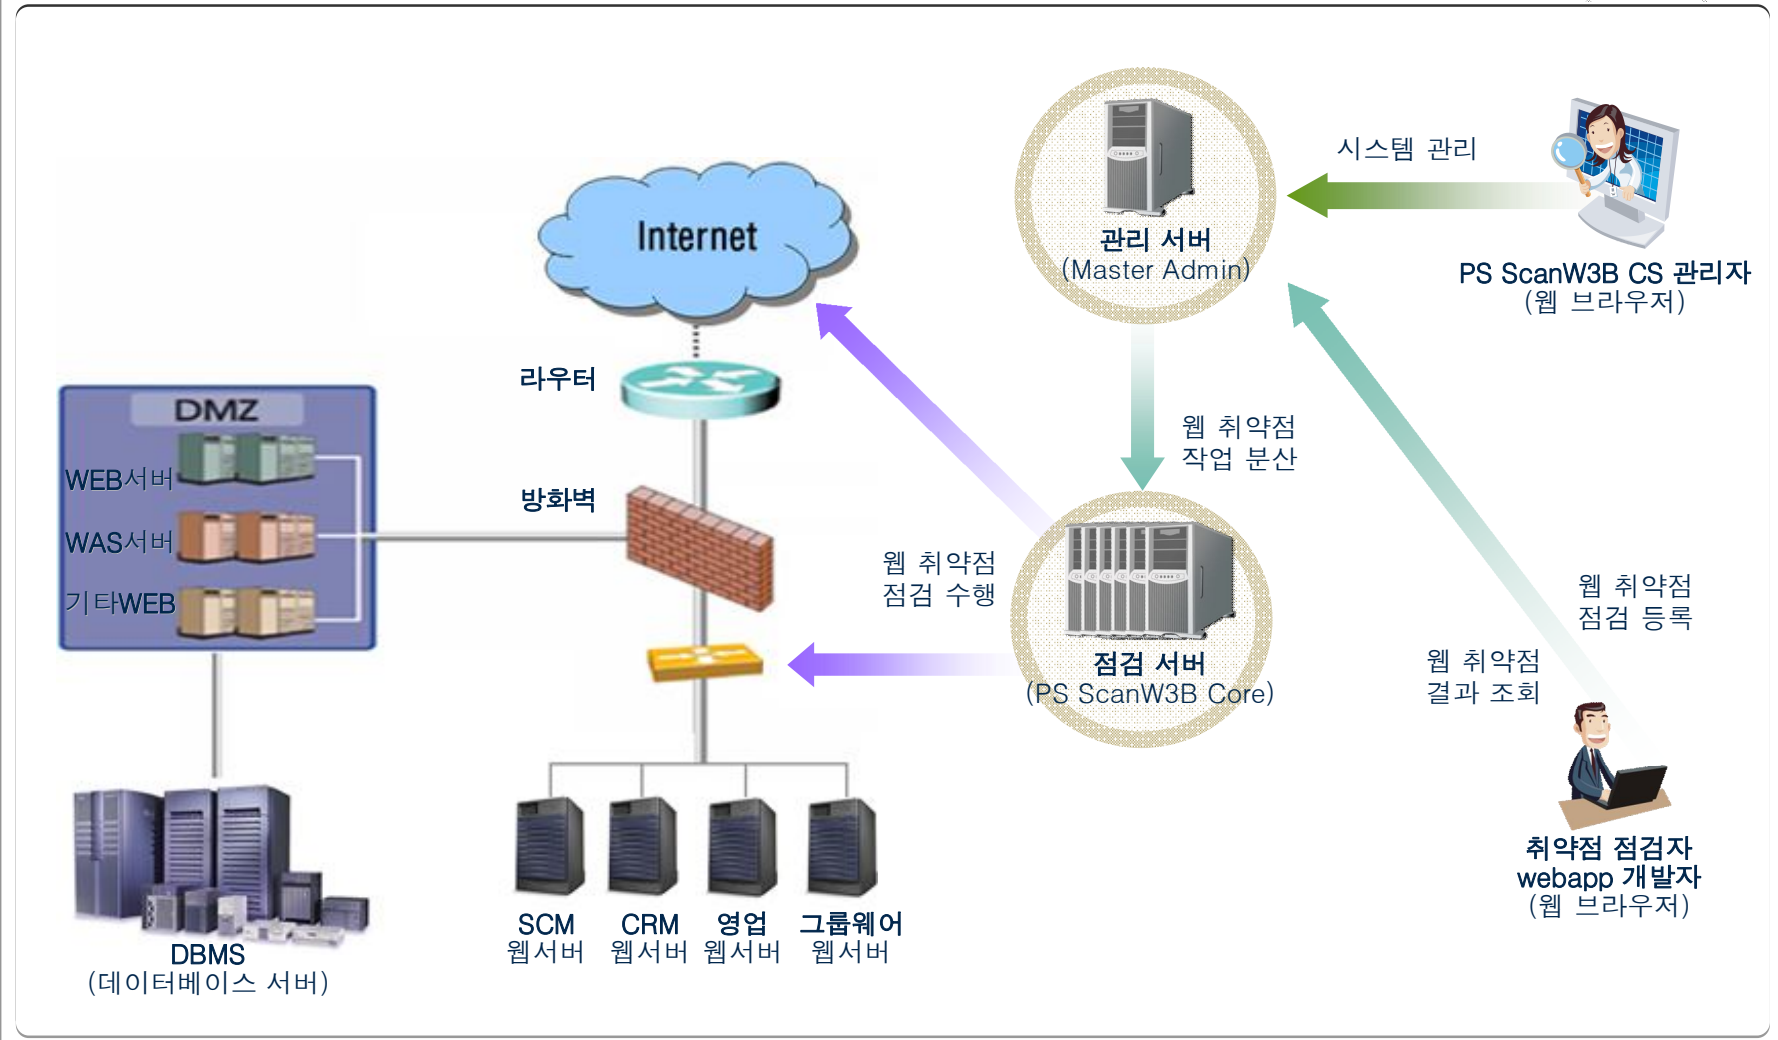 시스템 관리
Internet
관리 서버
(Master Admin)
PS ScanW3B CS 관리자
(웹 브라우저)
라우터
DMZ
WEB서버
WAS서버
기타WEB
방화벽
웹 취약점
작업 분산
웹 취약점
점검 수행
웹 취약점
점검 등록
점검 서버
(PS ScanW3B Core)
웹 취약점
결과 조회
취약점 점검자
webapp 개발자
(웹 브라우저)
SCM
웹서버
CRM
웹서버
영업
웹서버
그룹웨어
웹서버
DBMS
(데이터베이스 서버)